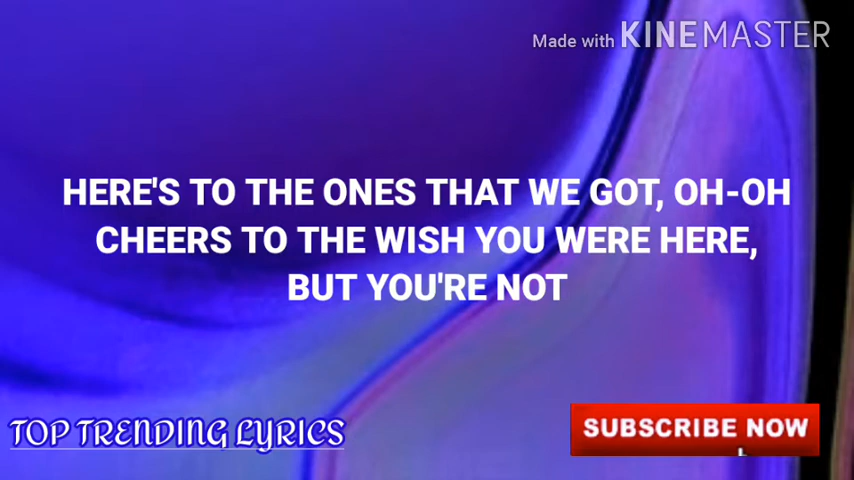 Made with KINEMASTER
HERE'S TO THE ONES THAT WE GOT, OH-OH
CHEERS TO THE WISH YOU WERE HERE,
BUT YOU'RE NOT
TOP TRENDING LYRICS
SUBSCRIBE NOW